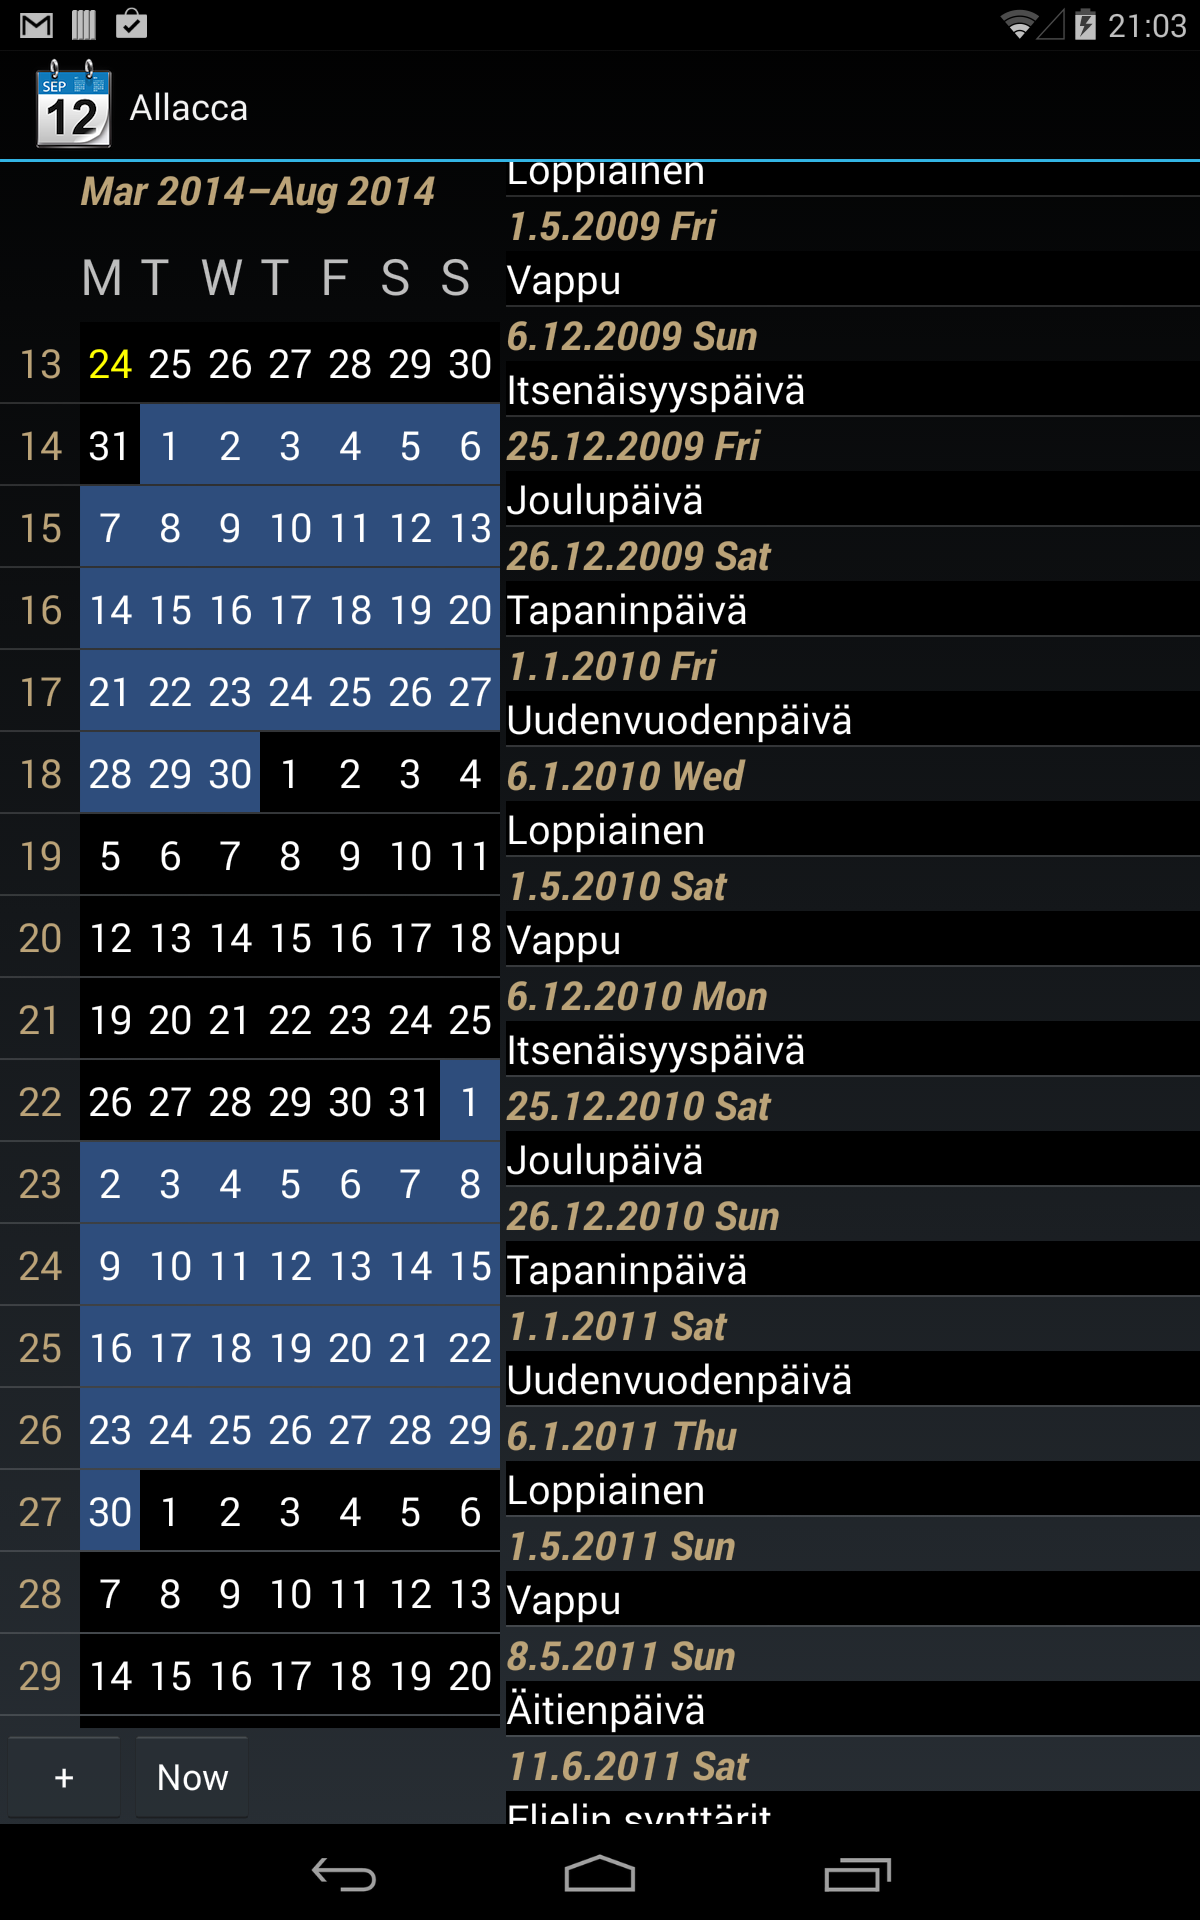 21:03
SEP
12
Allacca
Mar 2014–Aug 2014
M T W T F S S
13 24 25 26 27 28 29 30
14 31 1 2 3 4 5 6
15 7 8 9 10 11 12 13
16 14 15 16 17 18 19 20
17 21 22 23 24 25 26 27
18 28 29 30 1 2 3 4
19 5 6 7 8 9 10 11
20 12 13 14 15 16 17 18
21 19 20 21 22 23 24 25
22 26 27 28 29 30 31 1
23 2 3 4 5 6 7 8
24 9 10 11 12 13 14 15
25 16 17 18 19 20 21 22
26 23 24 25 26 27 28 29
27 30 1 2 3 4 5 6
28 7 8 9 10 11 12 13
29 14 15 16 17 18 19 20
+ Now
Loppiainen
1.5.2009 Fri
Vappu
6.12.2009 Sun
Itsenäisyyspäivä
25.12.2009 Fri
Joulupäivä
26.12.2009 Sat
Tapaninpäivä
1.1.2010 Fri
Uudenvuodenpäivä
6.1.2010 Wed
Loppiainen
1.5.2010 Sat
Vappu
6.12.2010 Mon
Itsenäisyyspäivä
25.12.2010 Sat
Joulupäivä
26.12.2010 Sun
Tapaninpäivä
1.1.2011 Sat
Uudenvuodenpäivä
6.1.2011 Thu
Loppiainen
1.5.2011 Sun
Vappu
8.5.2011 Sun
Äitienpäivä
11.6.2011 Sat
Elielin synttärit